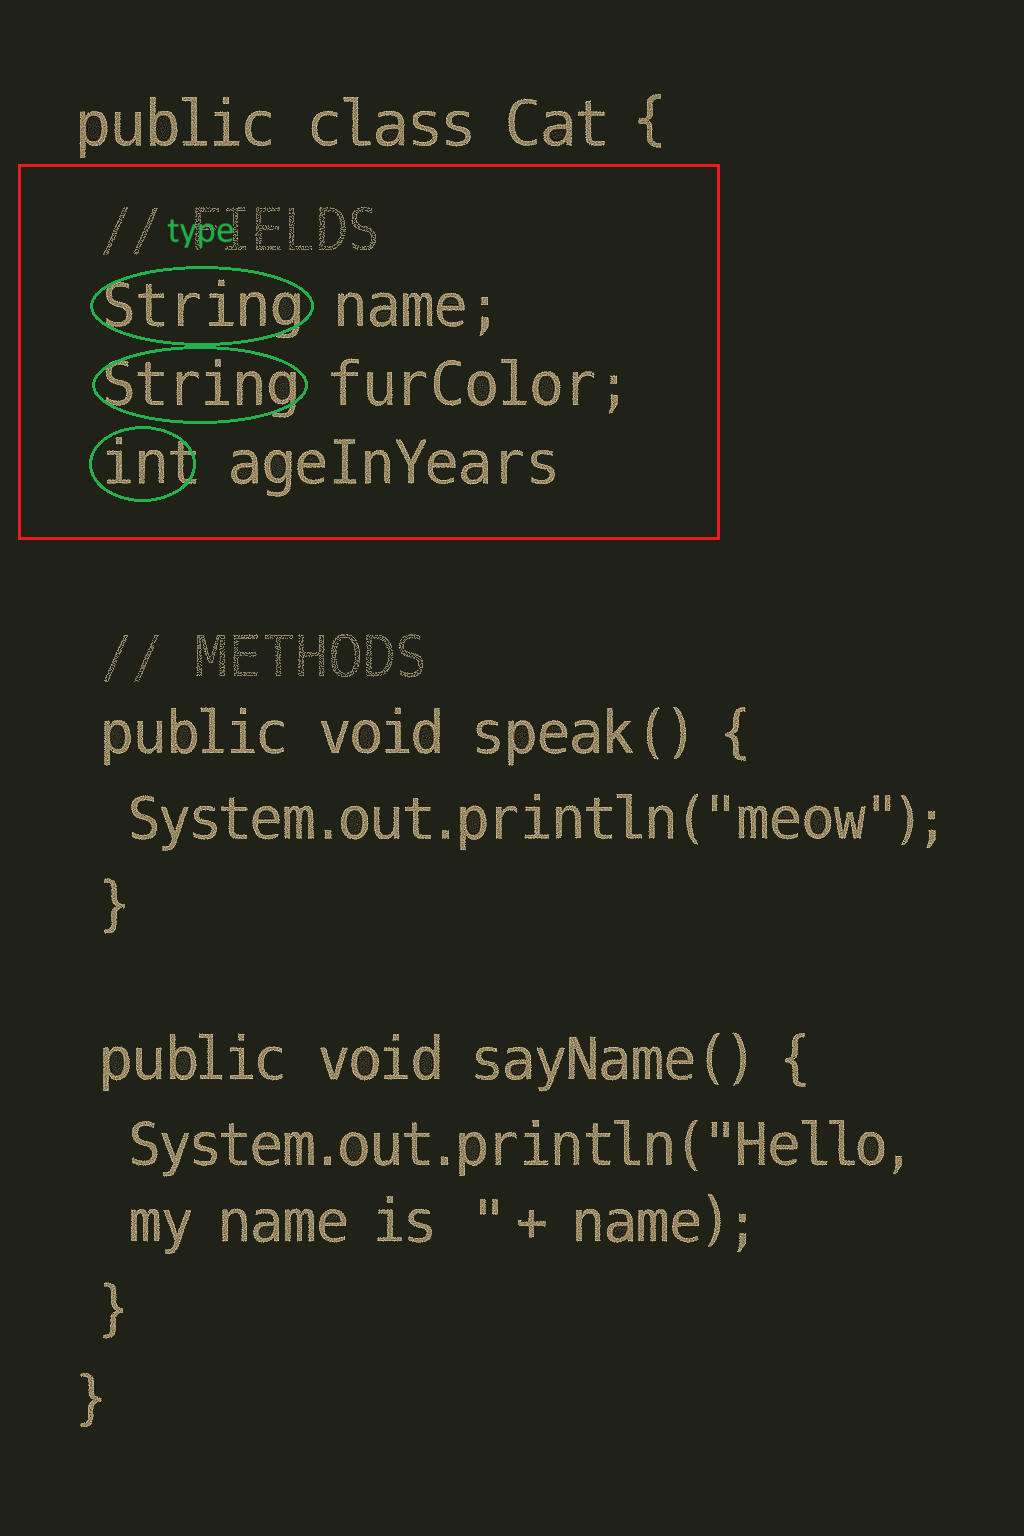 public class Cat {
// FIELDS
type
String name;
String furColor;
int ageInYears
// METHODS
public void speak() {
System.out.println("meow");
}
public void sayName() {
System.out.println("Hello,
my name is "+ name);
}
}